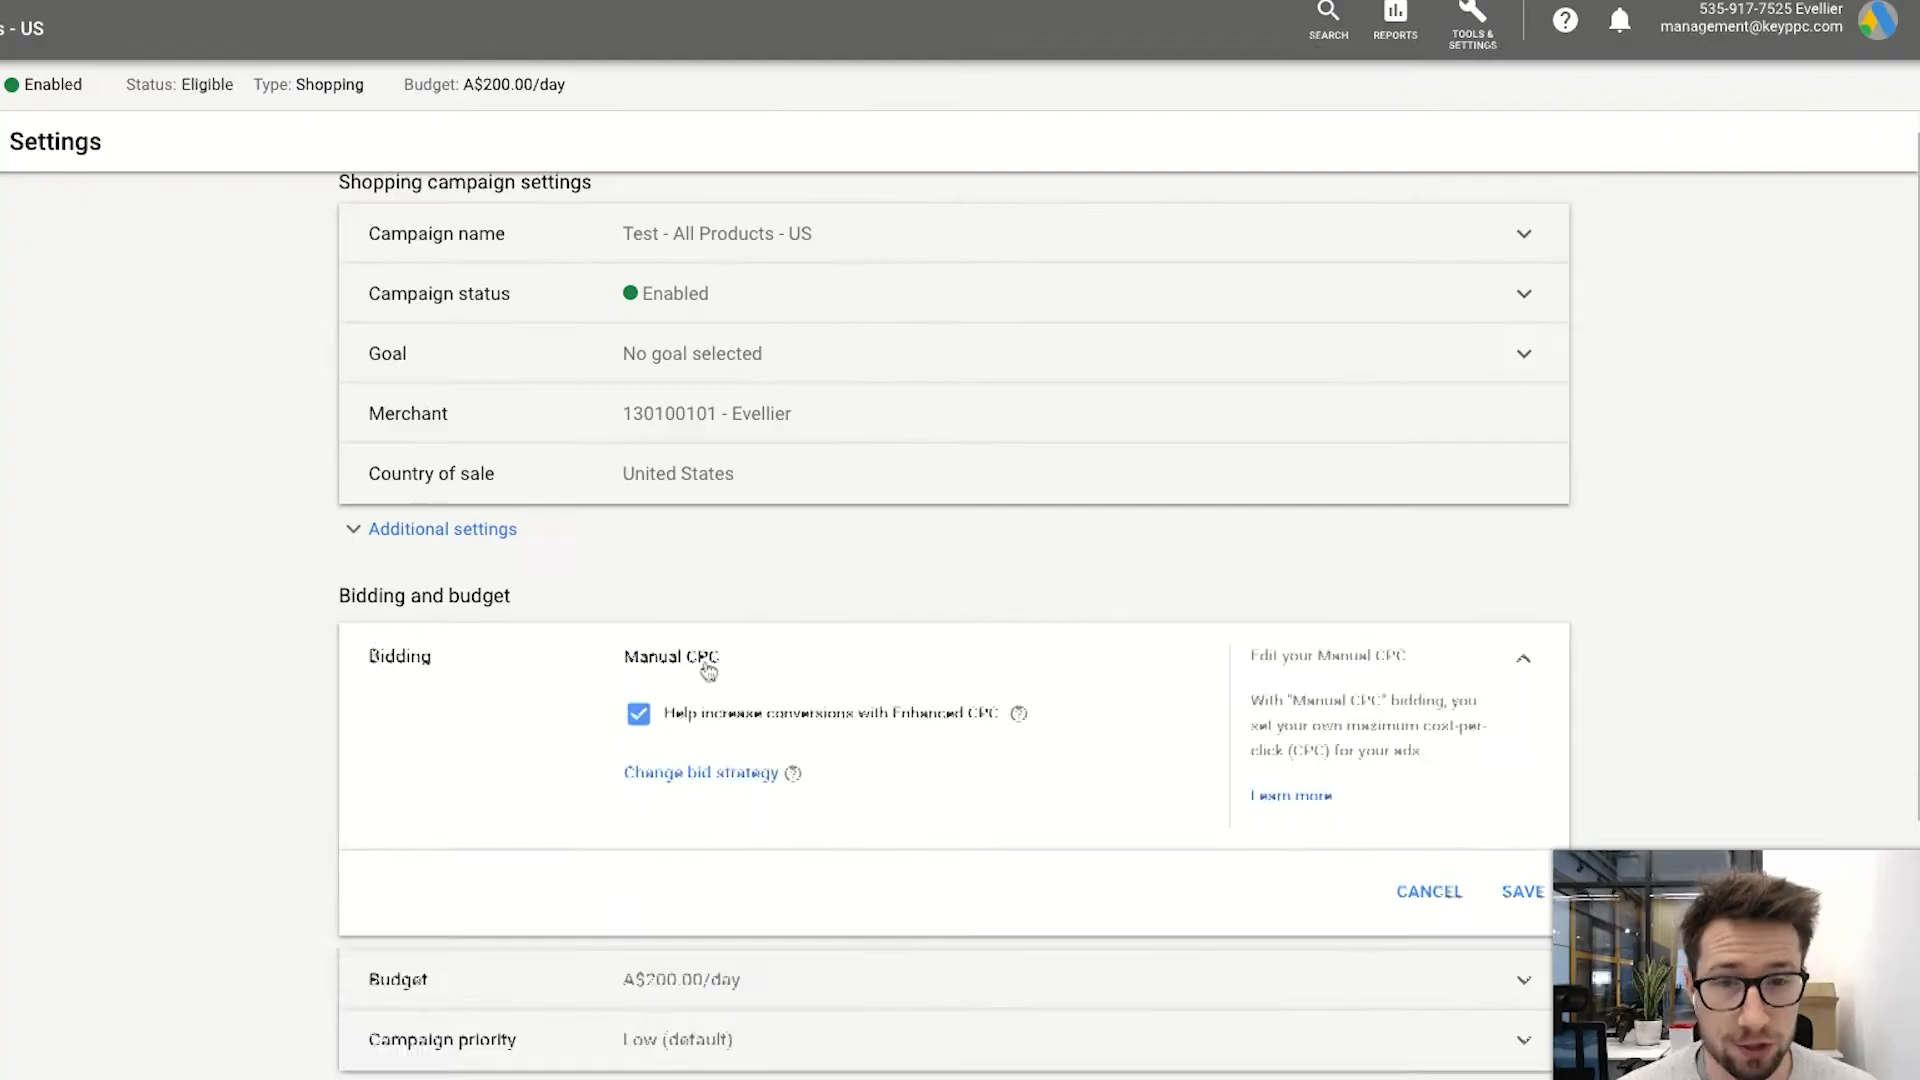 s - US
SEARCH
REPORTS
TOOLS &
SETTINGS
535-917-7525 Evellier
management@keyppc.com
Enabled
Status: Eligible
Type: Shopping
Budget: A$200.00/day
Settings
Shopping campaign settings
Campaign name
Test - All Products - US
Campaign status
Enabled
Goal
No goal selected
Merchant
130100101 - Evellier
Country of sale
United States
Additional settings
Bidding and budget
Bidding
Manual CPC
Help increase conversions with Enhanced CPC
Change bid strategy
Edit your Manual CPC
With "Manual CPC" bidding, you
set your own maximum cost-per-
click (CPC) for your ads.
Learn more
CANCEL
SAVE
Budget
A$200.00/day
Campaign priority
Low (default)